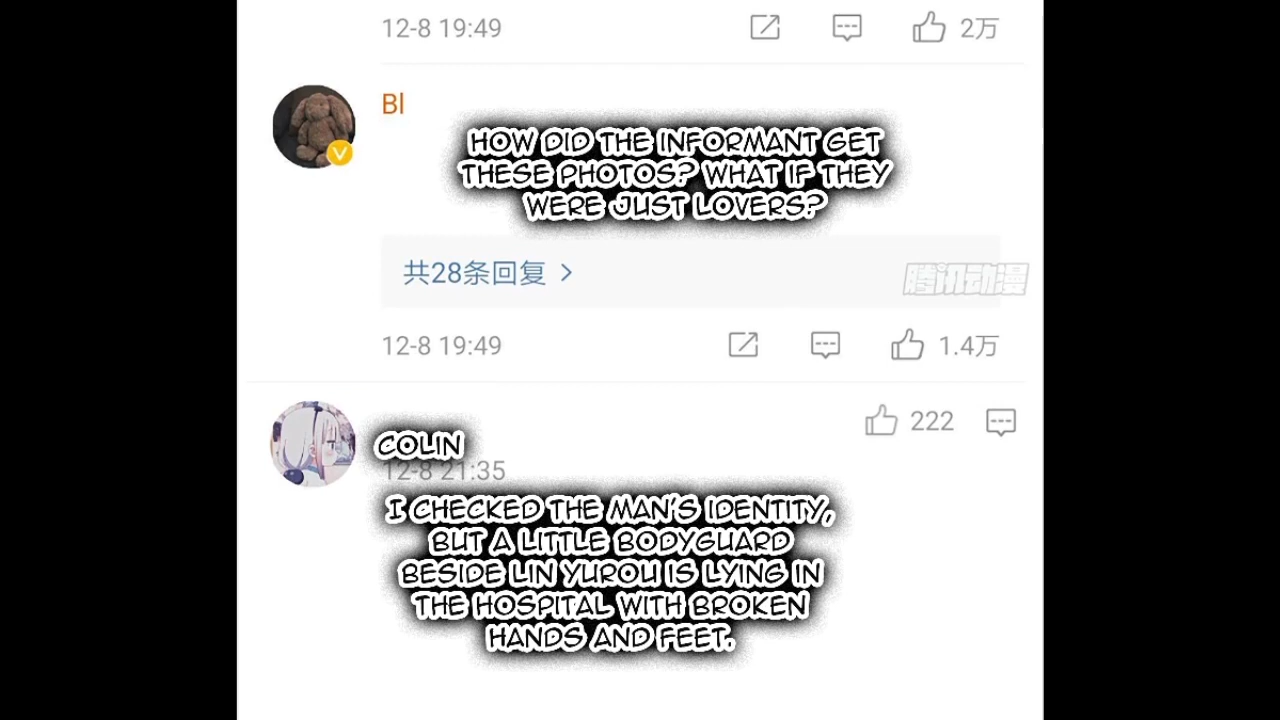 12-8 19:49 2万
Bl
HOW DID THE INFORMANT GET
THESE PHOTOS? WHAT IF THEY
WERE JUST LOVERS?
共28条回复 >
腾讯动漫
12-8 19:49 1.4万
222
COLIN
12-8 21:35
I CHECKED THE MAN'S IDENTITY,
BUT A LITTLE BODYGUARD
BESIDE LIN YUROU IS LYING IN
THE HOSPITAL WITH BROKEN
HANDS AND FEET.